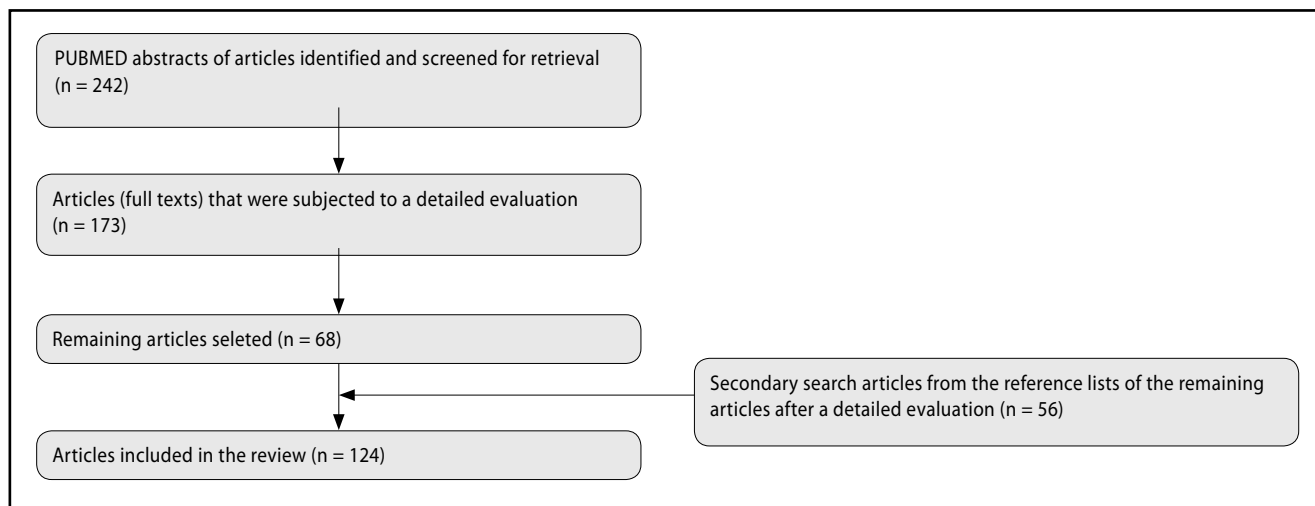 PUBMED abstracts of articles identified and screened for retrieval
(n = 242)
Articles (full texts) that were subjected to a detailed evaluation
(n = 173)
Remaining articles seleted (n = 68)
Secondary search articles from the reference lists of the remaining
articles after a detailed evaluation (n = 56)
Articles included in the review (n = 124)